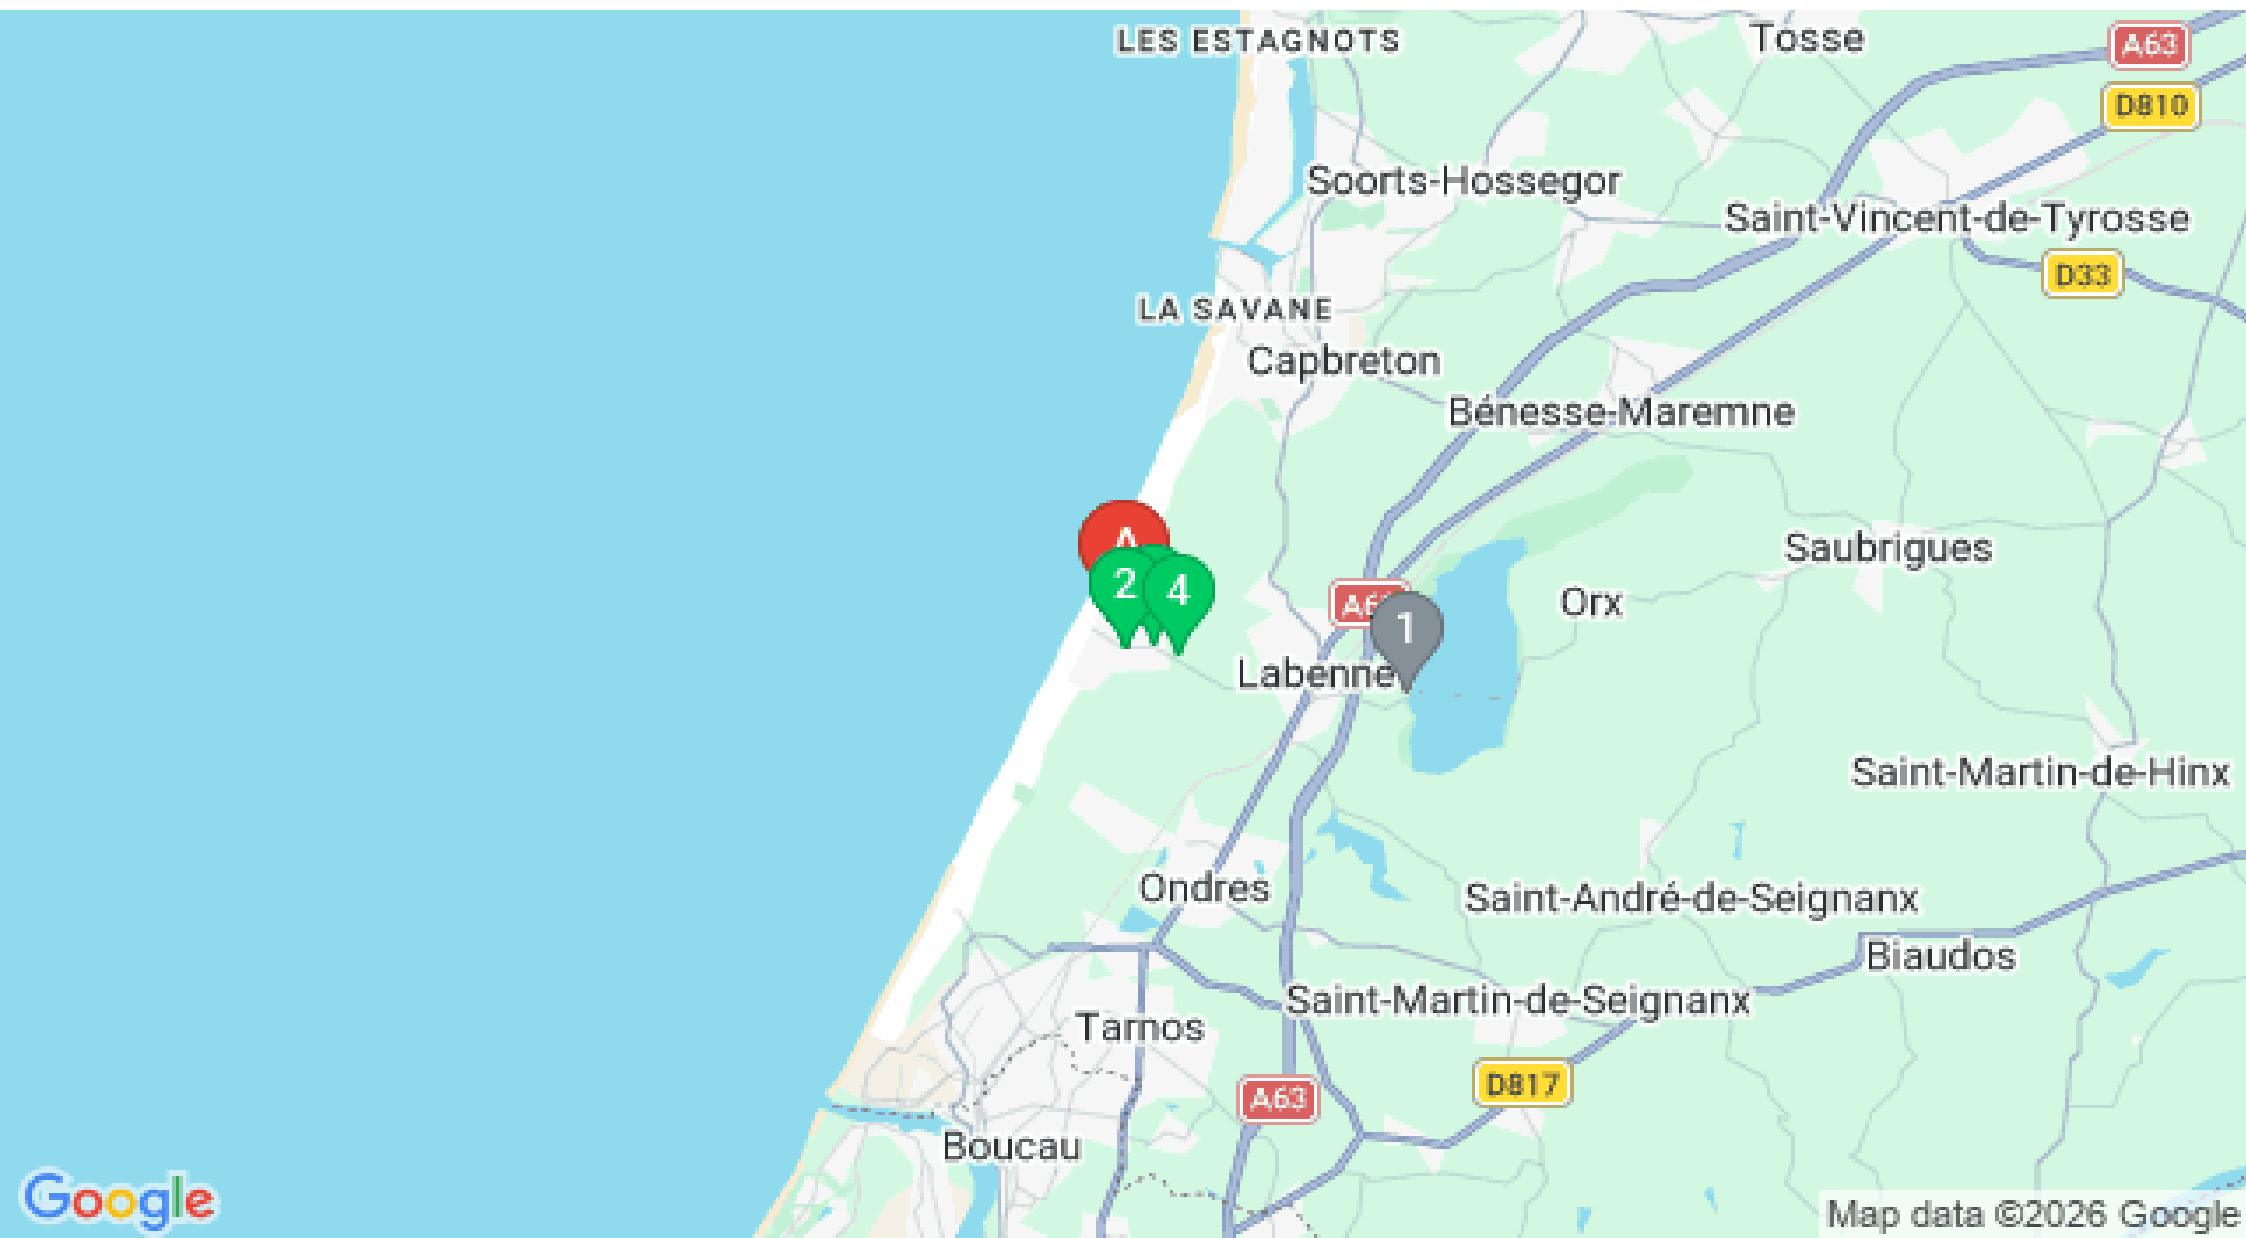 LES ESTAGNOTS
Tosse
A63
D810
Soorts-Hossegor
Saint-Vincent-de-Tyrosse
D33
LA SAVANE
Capbreton
Bénesse-Maremne
A
2
4
Saubrigues
Orx
1
Labenne
Saint-Martin-de-Hinx
Ondres
Saint-André-de-Seignanx
Biaudos
Saint-Martin-de-Seignanx
Tarnos
D817
A63
Boucau
Google
Map data ©2026 Google